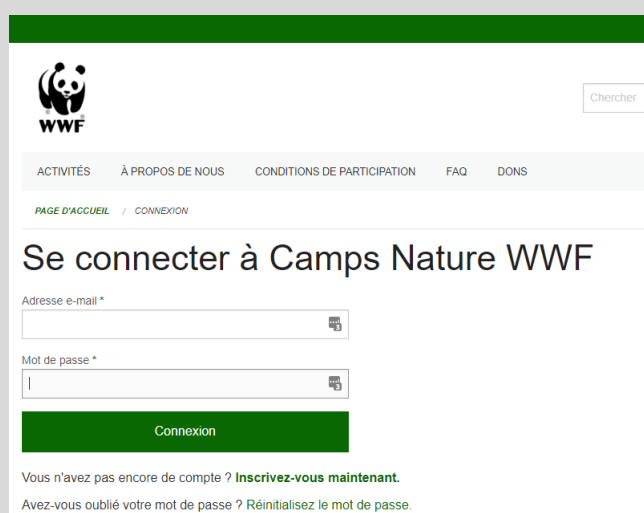 WWF
Chercher
ACTIVITÉS À PROPOS DE NOUS CONDITIONS DE PARTICIPATION FAQ DONS
PAGE D'ACCUEIL / CONNEXION
Se connecter à Camps Nature WWF
Adresse e-mail *
3
Mot de passe *
3
Connexion
Vous n'avez pas encore de compte ? Inscrivez-vous maintenant.
Avez-vous oublié votre mot de passe ? Réinitialisez le mot de passe.